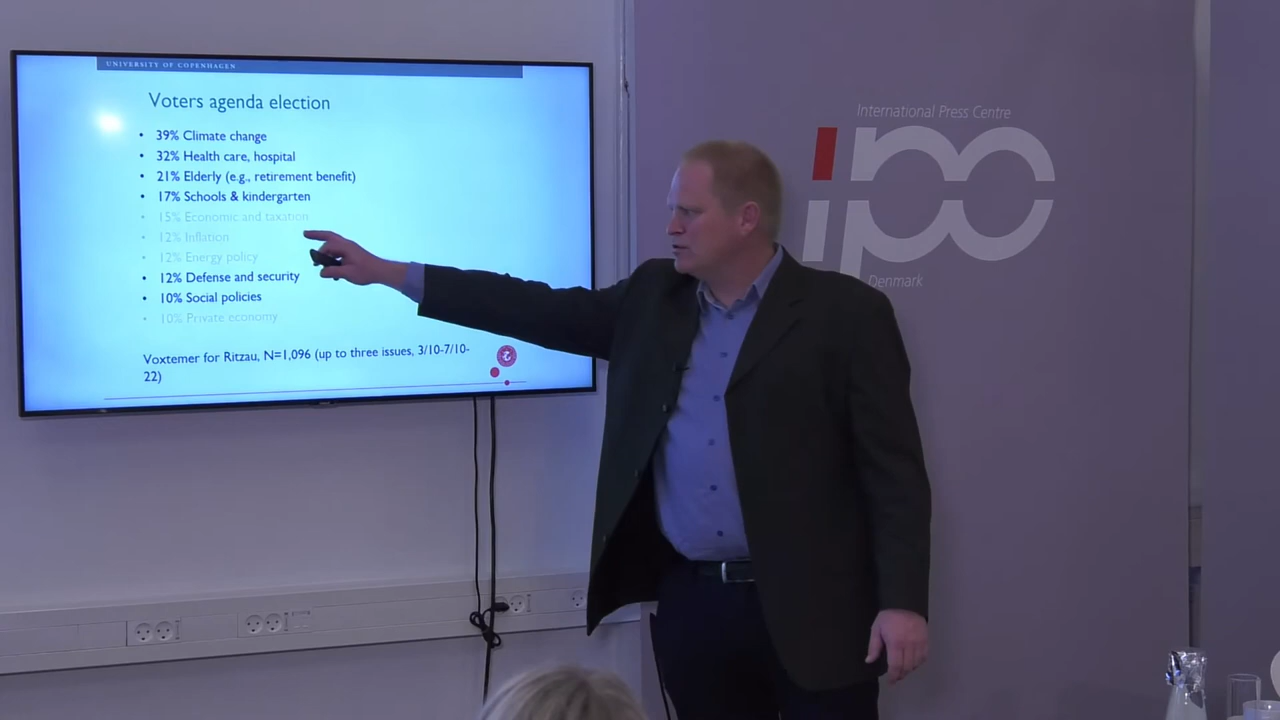 UNIVERSITY OF COPENHAGEN
Voters agenda election
• 39% Climate change
• 32% Health care, hospital
• 21% Elderly (e.g., retirement benefit)
• 17% Schools & kindergarten
• 15% Economic and taxation
• 12% Inflation
• 12% Energy policy
• 12% Defense and security
• 10% Social policies
• 10% Private economy
Voxtemer for Ritzau, N=1,096 (up to three issues, 3/10-7/10-
22)
International Press Centre
ipc
Denmark